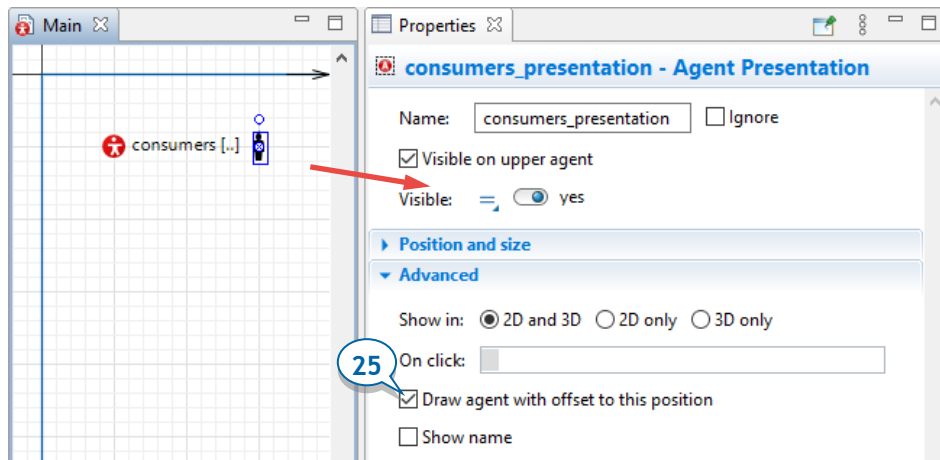 Main
Properties
consumers_presentation - Agent Presentation
Name: consumers_presentation Ignore
consumers [..]
Visible on upper agent
Visible: = yes
Position and size
Advanced
Show in: 2D and 3D 2D only 3D only
25 On click:
Draw agent with offset to this position
Show name